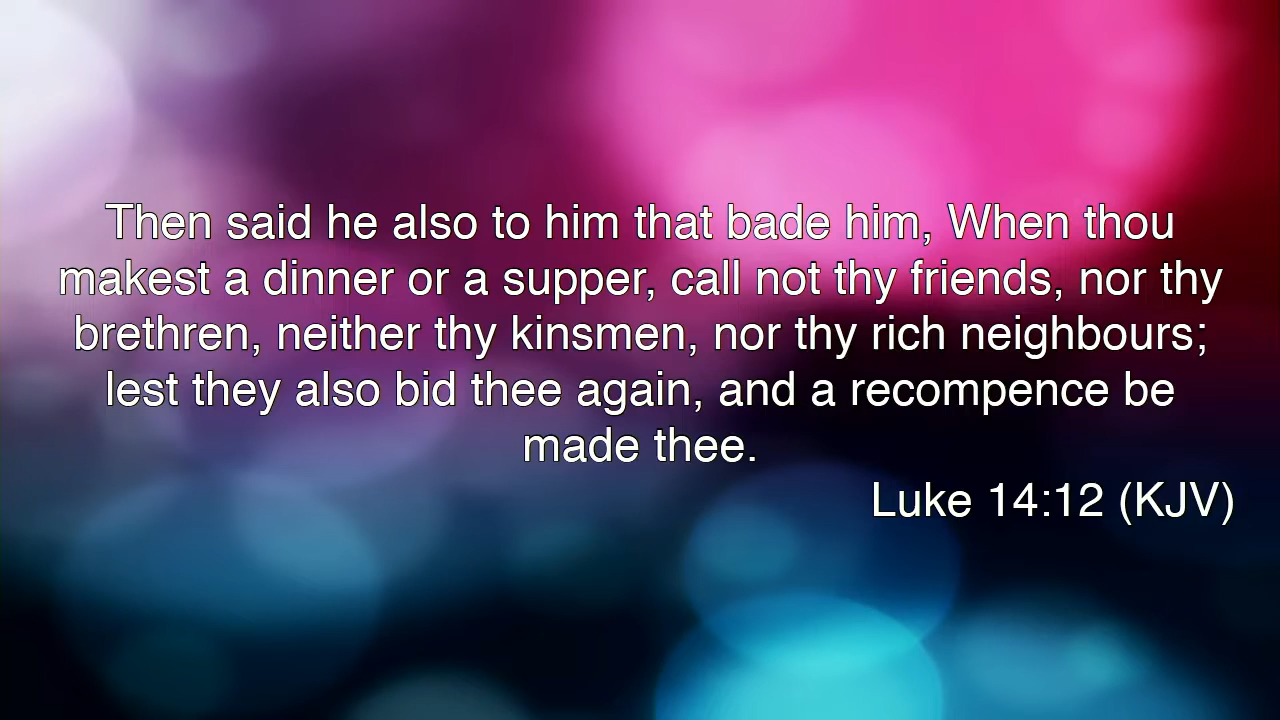 Then said he also to him that bade him, When thou
makest a dinner or a supper, call not thy friends, nor thy
brethren, neither thy kinsmen, nor thy rich neighbours;
lest they also bid thee again, and a recompence be
made thee.
Luke 14:12 (KJV)